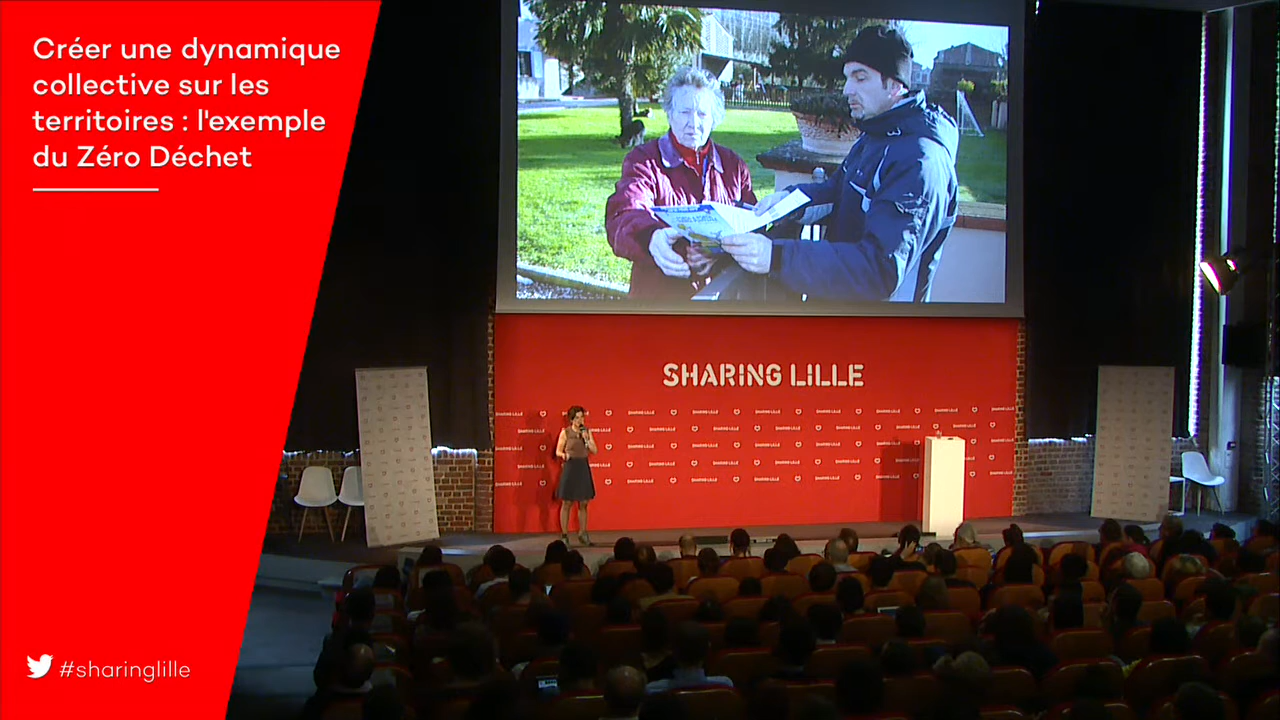 Créer une dynamique
collective sur les
territoires : l'exemple
du Zéro Déchet
SHARING LILLE
#sharinglille